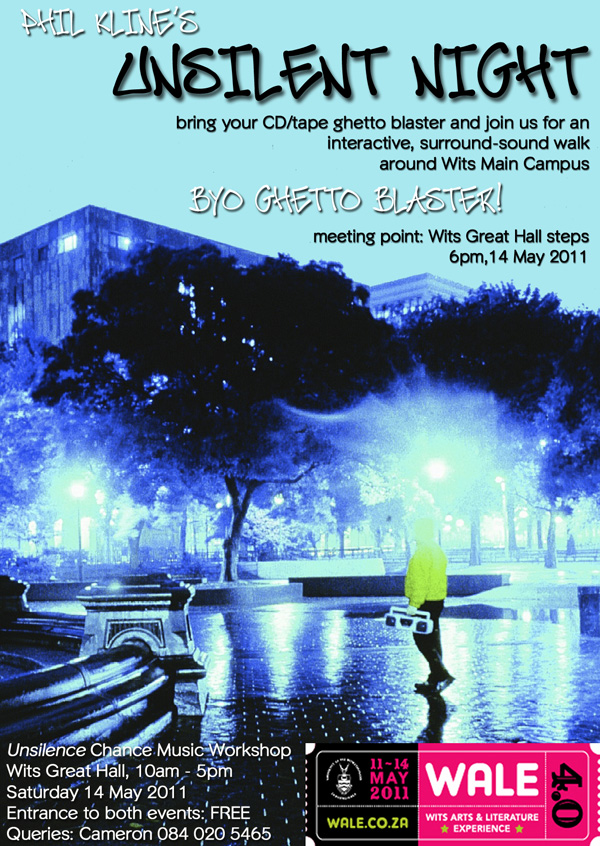 PHIL KLINE'S
UNSILENT NIGHT
bring your CD/tape ghetto blaster and join us for an
interactive, surround-sound walk
around Wits Main Campus
BYO GHETTO BLASTER!
meeting point: Wits Great Hall steps
6pm,14 May 2011
Unsilence Chance Music Workshop
Wits Great Hall, 10am - 5pm
Saturday 14 May 2011
Entrance to both events: FREE
Queries: Cameron 084 020 5465
11~14
MAY
2011
WALE.CO.ZA
WALE
4.0
WITS ARTS & LITERATURE
EXPERIENCE